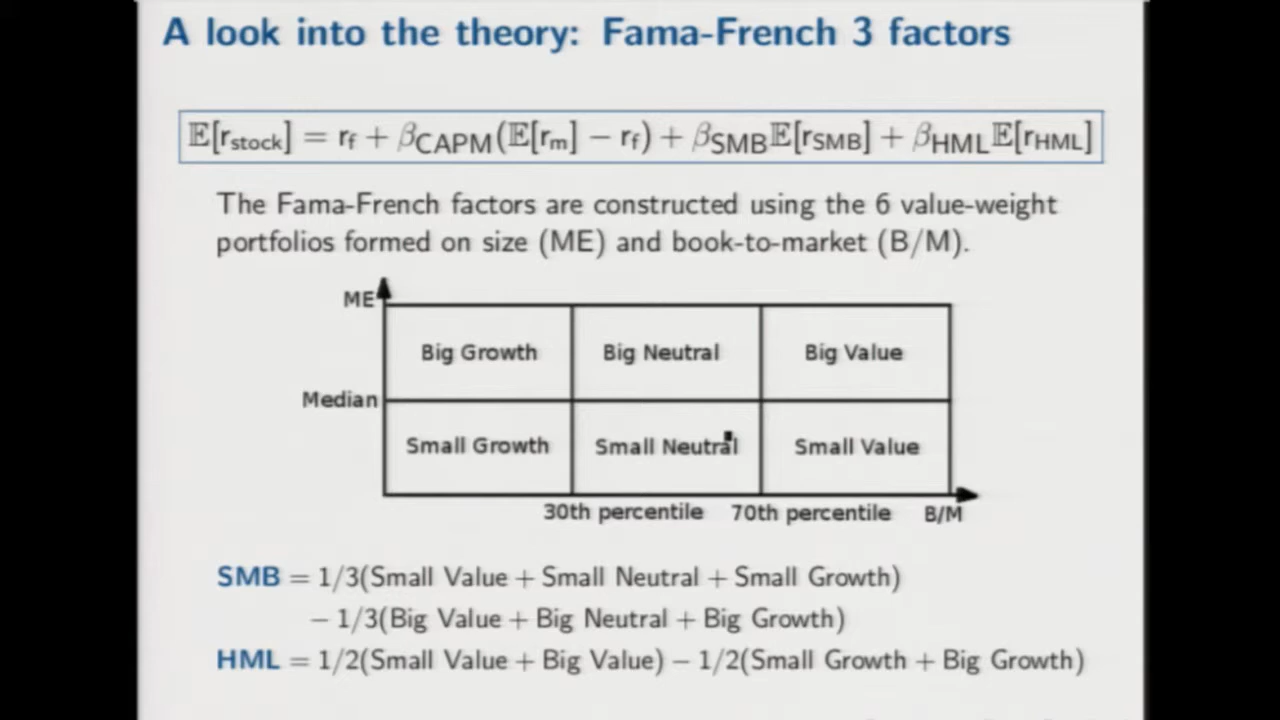 A look into the theory: Fama-French 3 factors
𝔼[r_stock] = r_f + β_CAPM(𝔼[r_m] − r_f) + β_SMB𝔼[r_SMB] + β_HML𝔼[r_HML]
The Fama-French factors are constructed using the 6 value-weight
portfolios formed on size (ME) and book-to-market (B/M).
ME
Big Growth Big Neutral Big Value
Median
Small Growth Small Neutral Small Value
30th percentile 70th percentile B/M
SMB = 1/3(Small Value + Small Neutral + Small Growth)
− 1/3(Big Value + Big Neutral + Big Growth)
HML = 1/2(Small Value + Big Value) − 1/2(Small Growth + Big Growth)